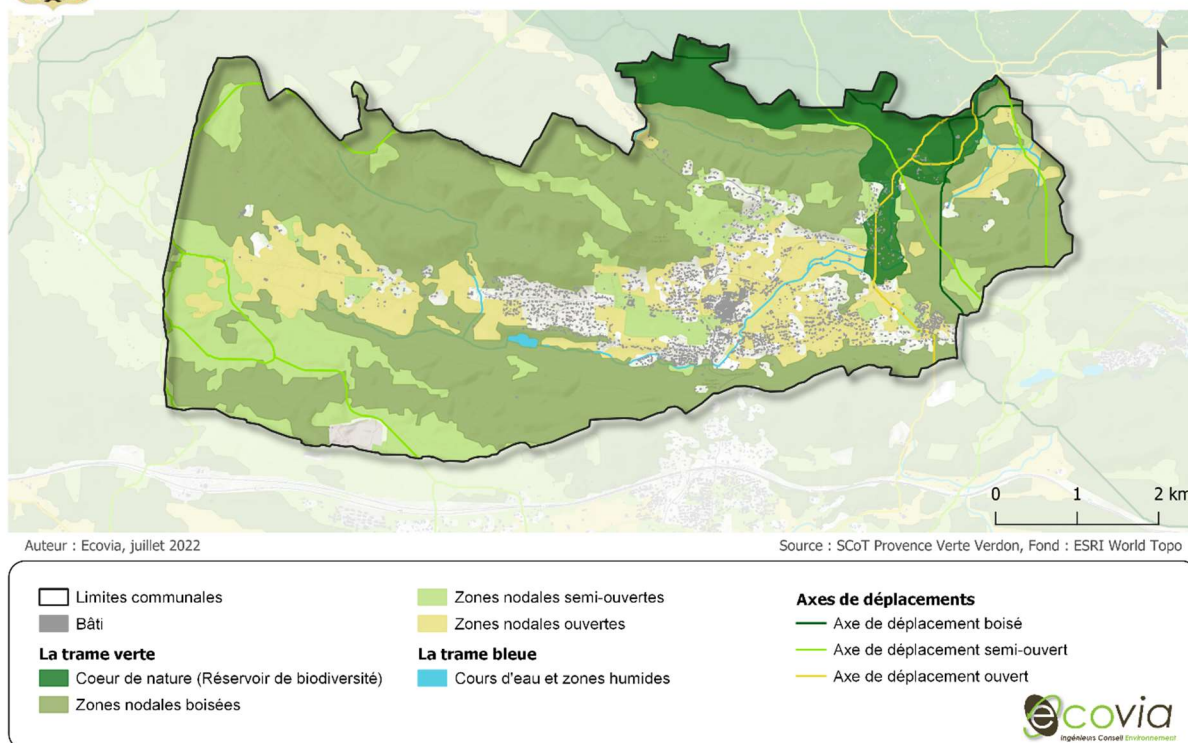 0 1 2 km
Auteur : Ecovia, juillet 2022
Source : SCoT Provence Verte Verdon, Fond : ESRI World Topo
Limites communales
Bâti
La trame verte
Coeur de nature (Réservoir de biodiversité)
Zones nodales boisées
Zones nodales semi-ouvertes
Zones nodales ouvertes
La trame bleue
Cours d'eau et zones humides
Axes de déplacements
Axe de déplacement boisé
Axe de déplacement semi-ouvert
Axe de déplacement ouvert
ecovia
Ingénieurs Conseil Environnement